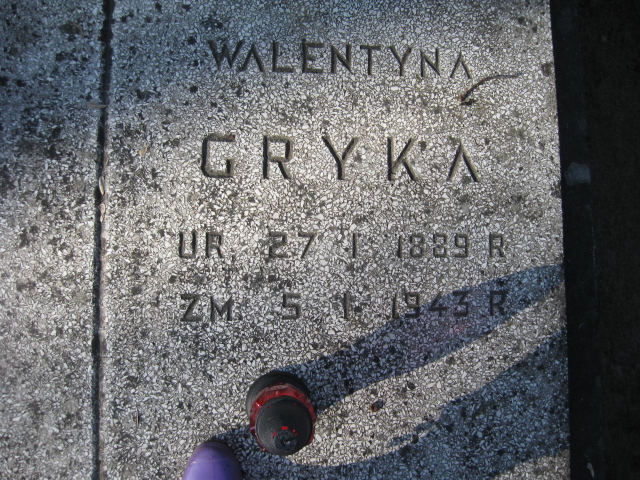 WALENTYNA
GRYKA
UR. 27 I 1889 R
ZM 5 I 1943 R